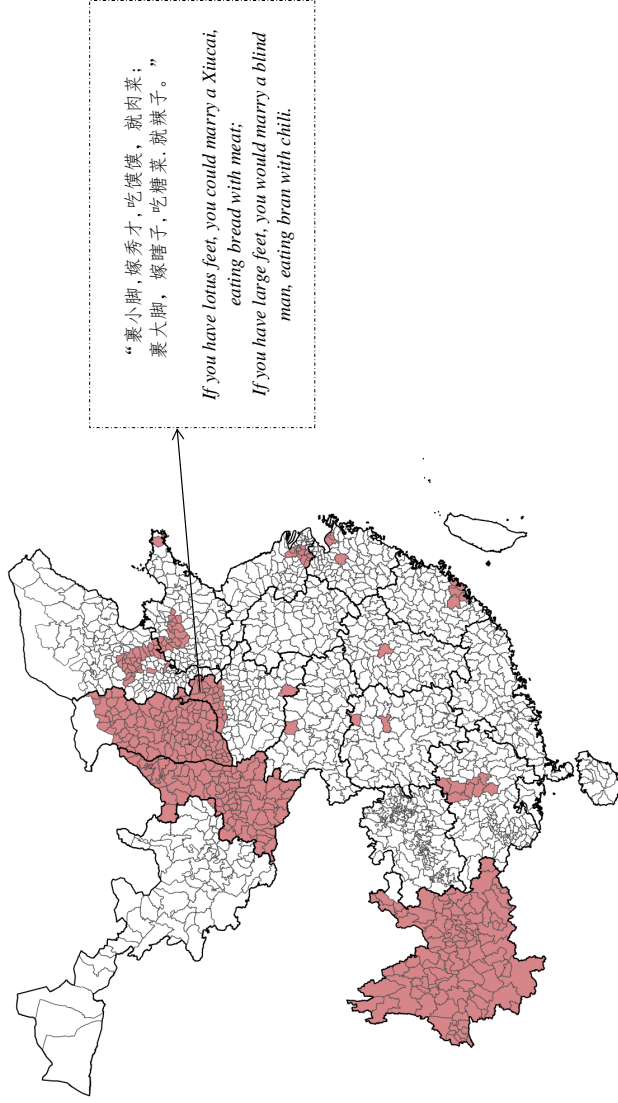 “裹小脚,嫁秀才,吃馍馍，就肉菜；
裹大脚，嫁瞎子,吃糠菜.就辣子。”
If you have lotus feet, you could marry a Xiucai,
eating bread with meat;
If you have large feet, you would marry a blind
man, eating bran with chili.